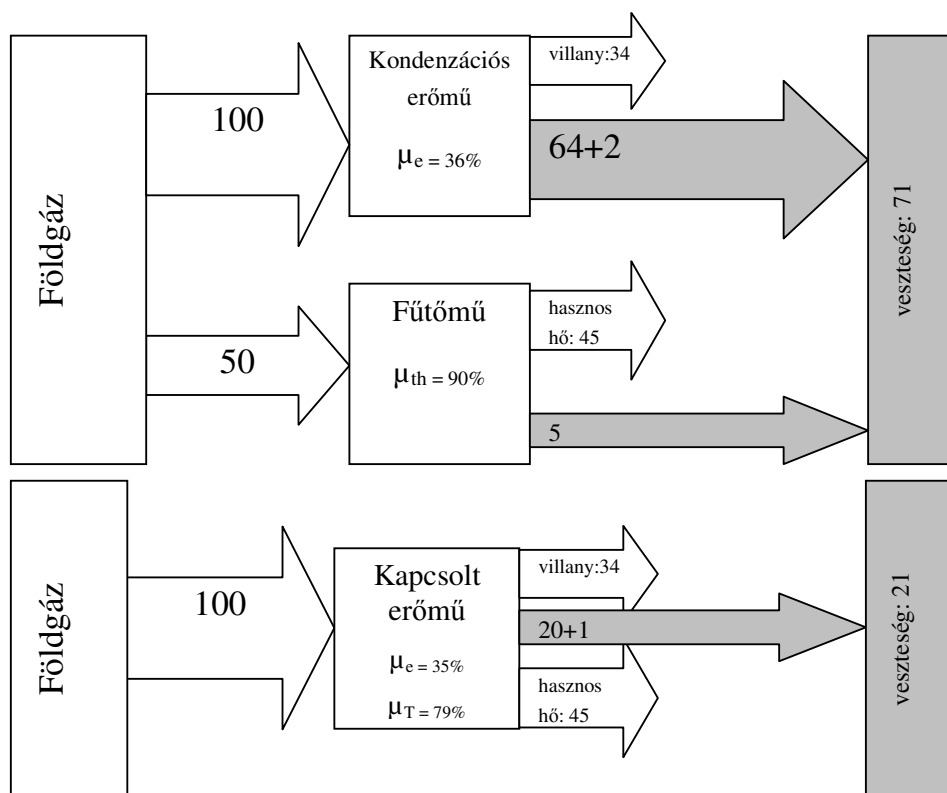 Földgáz
100
Kondenzációs
erőmű
μe = 36%
villany:34
64+2
veszteség: 71
50
Fűtőmű
μth = 90%
hasznos
hő: 45
5
Földgáz
100
Kapcsolt
erőmű
μe = 35%
μT = 79%
villany:34
20+1
hasznos
hő: 45
veszteség: 21